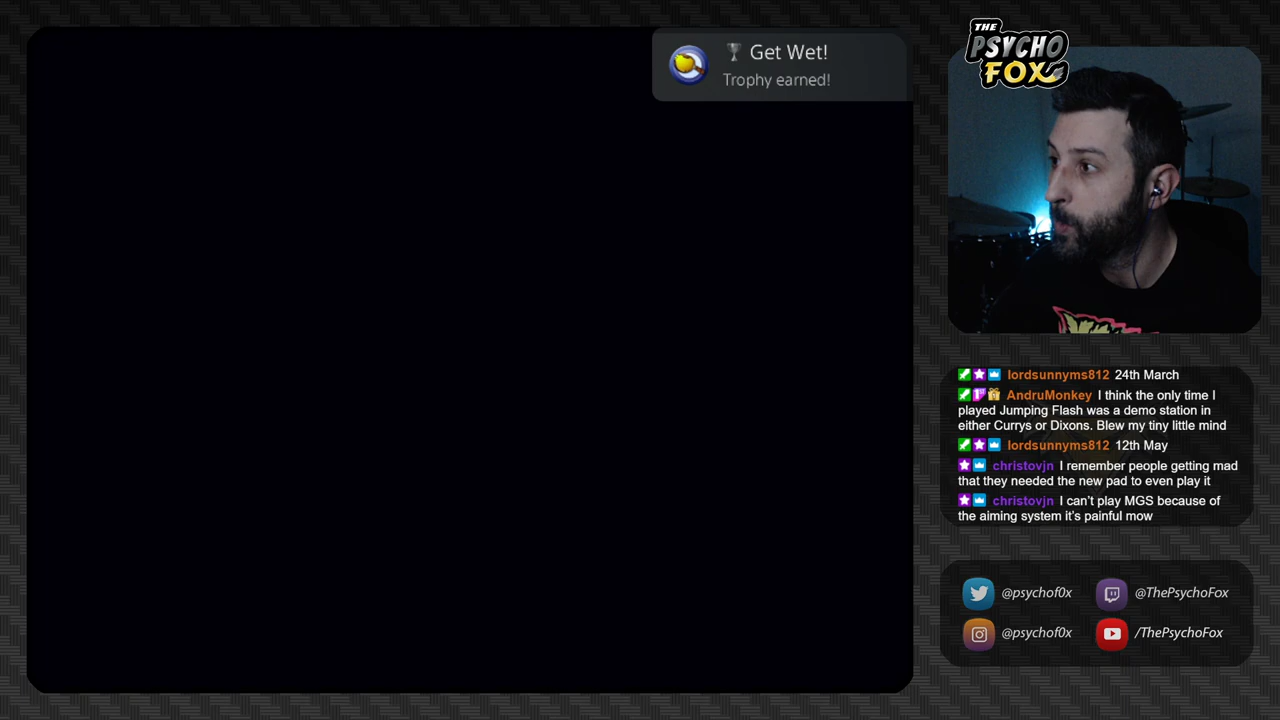 Get Wet!
Trophy earned!
THE
PSYCHO
FOX
lordsunnyms812 24th March
AndruMonkey I think the only time I
played Jumping Flash was a demo station in
either Currys or Dixons. Blew my tiny little mind
lordsunnyms812 12th May
christovjn I remember people getting mad
that they needed the new pad to even play it
christovjn I can't play MGS because of
the aiming system it's painful mow
@psychof0x
@ThePsychoFox
@psychof0x
/ThePsychoFox